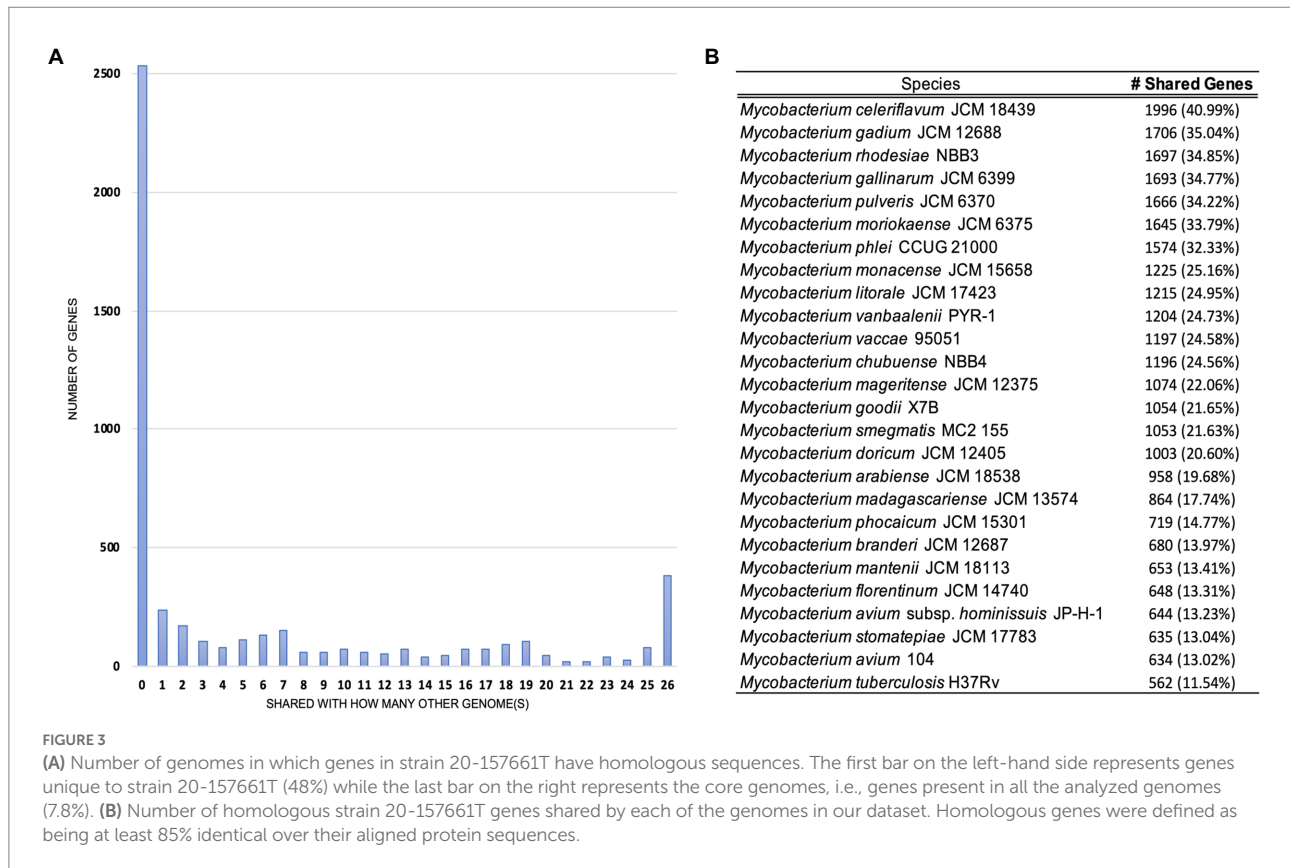 A
2500
2000
1500
1000
500
0
NUMBER OF GENES
0 1 2 3 4 5 6 7 8 9 10 11 12 13 14 15 16 17 18 19 20 21 22 23 24 25 26
SHARED WITH HOW MANY OTHER GENOME(S)
B
Species # Shared Genes
Mycobacterium celeriflavum JCM 18439 1996 (40.99%)
Mycobacterium gadium JCM 12688 1706 (35.04%)
Mycobacterium rhodesiae NBB3 1697 (34.85%)
Mycobacterium gallinarum JCM 6399 1693 (34.77%)
Mycobacterium pulveris JCM 6370 1666 (34.22%)
Mycobacterium moriokaense JCM 6375 1645 (33.79%)
Mycobacterium phlei CCUG 21000 1574 (32.33%)
Mycobacterium monacense JCM 15658 1225 (25.16%)
Mycobacterium litorale JCM 17423 1215 (24.95%)
Mycobacterium vanbaalenii PYR-1 1204 (24.73%)
Mycobacterium vaccae 95051 1197 (24.58%)
Mycobacterium chubuense NBB4 1196 (24.56%)
Mycobacterium mageritense JCM 12375 1074 (22.06%)
Mycobacterium goodii X7B 1054 (21.65%)
Mycobacterium smegmatis MC2 155 1053 (21.63%)
Mycobacterium doricum JCM 12405 1003 (20.60%)
Mycobacterium arabiense JCM 18538 958 (19.68%)
Mycobacterium madagascariense JCM 13574 864 (17.74%)
Mycobacterium phocaicum JCM 15301 719 (14.77%)
Mycobacterium branderi JCM 12687 680 (13.97%)
Mycobacterium mantenii JCM 18113 653 (13.41%)
Mycobacterium florentinum JCM 14740 648 (13.31%)
Mycobacterium avium subsp. hominissuis JP-H-1 644 (13.23%)
Mycobacterium stomatepiae JCM 17783 635 (13.04%)
Mycobacterium avium 104 634 (13.02%)
Mycobacterium tuberculosis H37Rv 562 (11.54%)
FIGURE 3
(A) Number of genomes in which genes in strain 20-157661T have homologous sequences. The first bar on the left-hand side represents genes
unique to strain 20-157661T (48%) while the last bar on the right represents the core genomes, i.e., genes present in all the analyzed genomes
(7.8%). (B) Number of homologous strain 20-157661T genes shared by each of the genomes in our dataset. Homologous genes were defined as
being at least 85% identical over their aligned protein sequences.